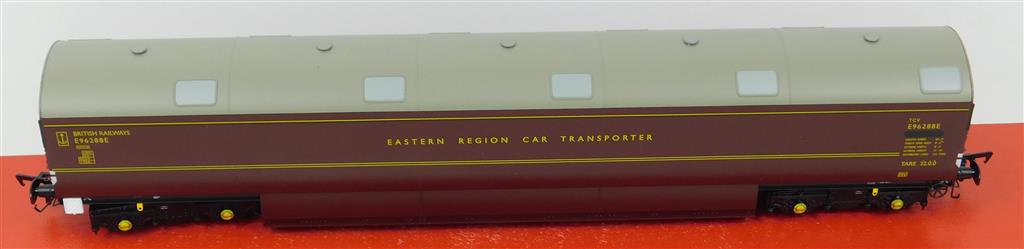 BRITISH RAILWAYS
E96288E
EASTERN REGION CAR TRANSPORTER
TCV
E96288E
TARE 32.0.0